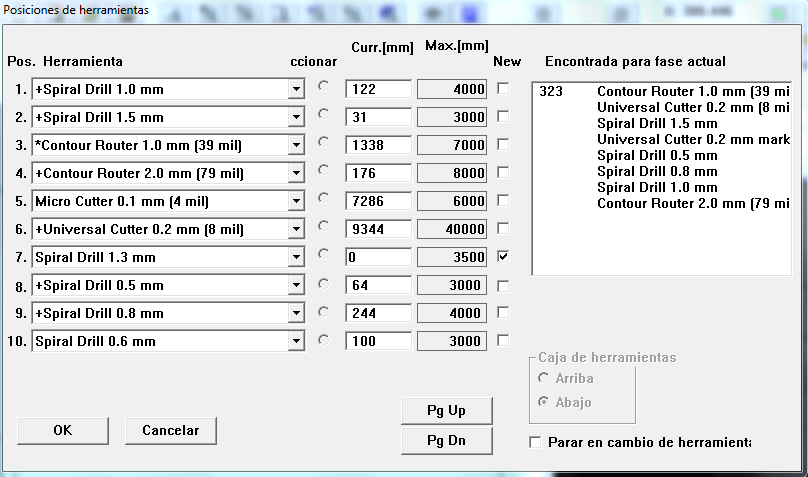 Posiciones de herramientas
Pos. Herramienta ccionar Curr.[mm] Max.[mm] New Encontrada para fase actual
1. +Spiral Drill 1.0 mm 122 4000
2. +Spiral Drill 1.5 mm 31 3000
3. *Contour Router 1.0 mm (39 mil) 1338 7000
4. +Contour Router 2.0 mm (79 mil) 176 8000
5. Micro Cutter 0.1 mm (4 mil) 7286 6000
6. +Universal Cutter 0.2 mm (8 mil) 9344 40000
7. Spiral Drill 1.3 mm 0 3500
8. +Spiral Drill 0.5 mm 64 3000
9. +Spiral Drill 0.8 mm 244 4000
10. Spiral Drill 0.6 mm 100 3000
323 Contour Router 1.0 mm (39 mi
Universal Cutter 0.2 mm (8 mi
Spiral Drill 1.5 mm
Universal Cutter 0.2 mm mark
Spiral Drill 0.5 mm
Spiral Drill 0.8 mm
Spiral Drill 1.0 mm
Contour Router 2.0 mm (79 mi
Caja de herramientas
Arriba
Abajo
Parar en cambio de herramienta
Pg Up
Pg Dn
OK
Cancelar